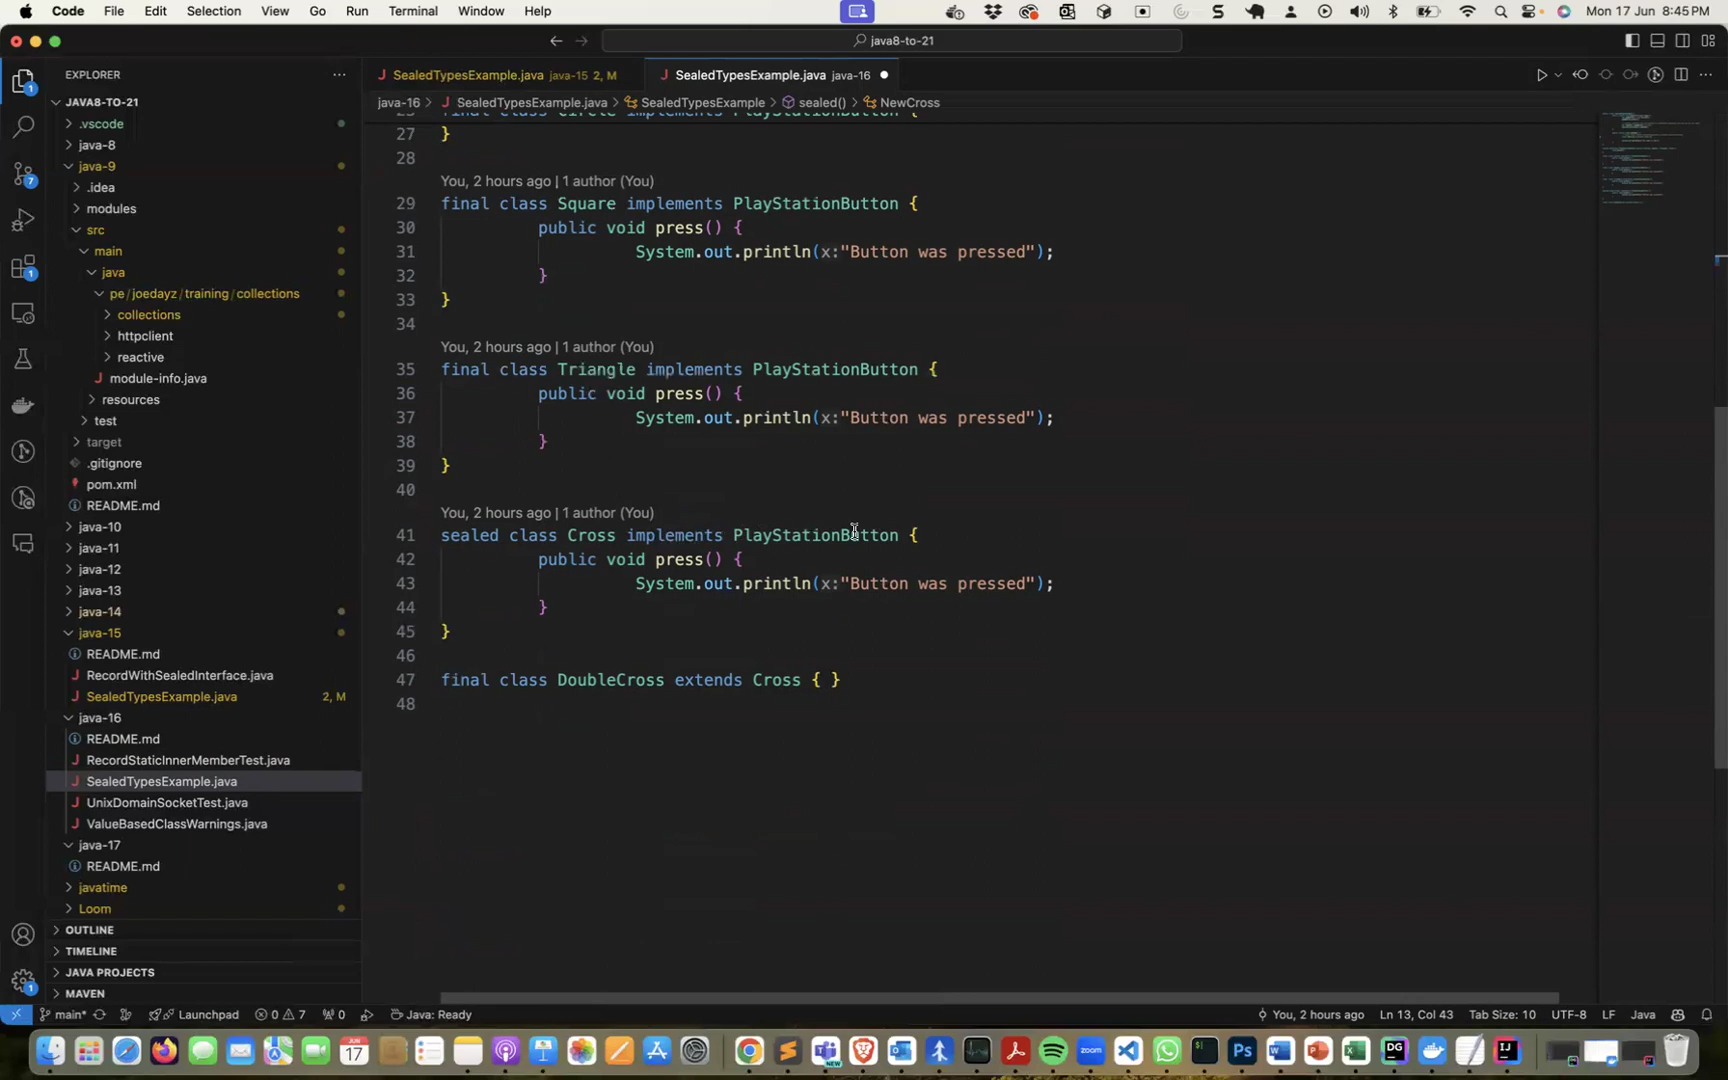 Code File Edit Selection View Go Run Terminal Window Help Mon 17 Jun 8:45 PM
java8-to-21
EXPLORER
SealedTypesExample.java java-15 2, M
SealedTypesExample.java java-16
java-16 > SealedTypesExample.java > SealedTypesExample > sealed() > NewCross
JAVA8-TO-21
.vscode
java-8
java-9
.idea
modules
src
main
java
pe / joedayz / training / collections
collections
httpclient
reactive
module-info.java
resources
test
target
.gitignore
pom.xml
README.md
java-10
java-11
java-12
java-13
java-14
java-15
README.md
RecordWithSealedInterface.java
SealedTypesExample.java 2, M
java-16
README.md
RecordStaticInnerMemberTest.java
SealedTypesExample.java
UnixDomainSocketTest.java
ValueBasedClassWarnings.java
java-17
README.md
javatime
Loom
OUTLINE
TIMELINE
JAVA PROJECTS
MAVEN
final class Circle implements PlayStationButton {
27 }
28
You, 2 hours ago | 1 author (You)
29 final class Square implements PlayStationButton {
30 public void press() {
31 System.out.println(x:"Button was pressed");
32 }
33 }
34
You, 2 hours ago | 1 author (You)
35 final class Triangle implements PlayStationButton {
36 public void press() {
37 System.out.println(x:"Button was pressed");
38 }
39 }
40
You, 2 hours ago | 1 author (You)
41 sealed class Cross implements PlayStationButton {
42 public void press() {
43 System.out.println(x:"Button was pressed");
44 }
45 }
46
47 final class DoubleCross extends Cross { }
48
main* Launchpad 0 7 0 Java: Ready You, 2 hours ago Ln 13, Col 43 Tab Size: 10 UTF-8 LF Java